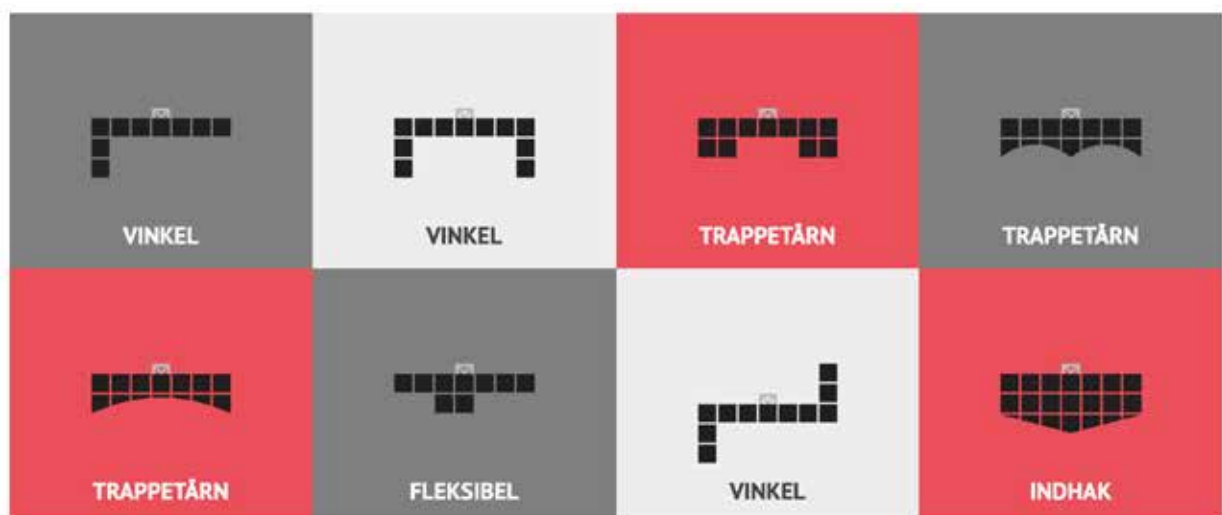 VINKEL
VINKEL
TRAPPETÅRN
TRAPPETÅRN
TRAPPETÅRN
FLEKSIBEL
VINKEL
INDHAK